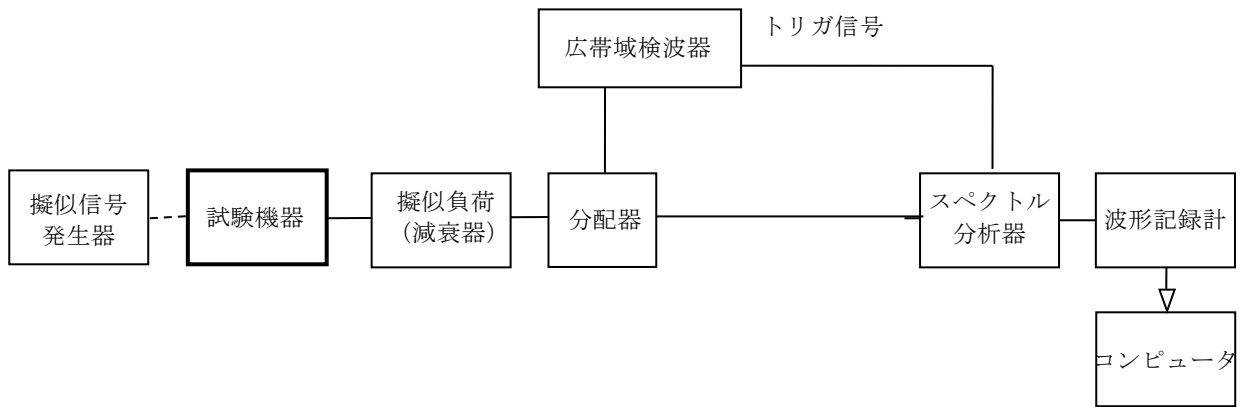 トリガ信号
広帯域検波器
擬似信号
発生器
試験機器
擬似負荷
（減衰器）
分配器
スペクトル
分析器
波形記録計
コンピュータ